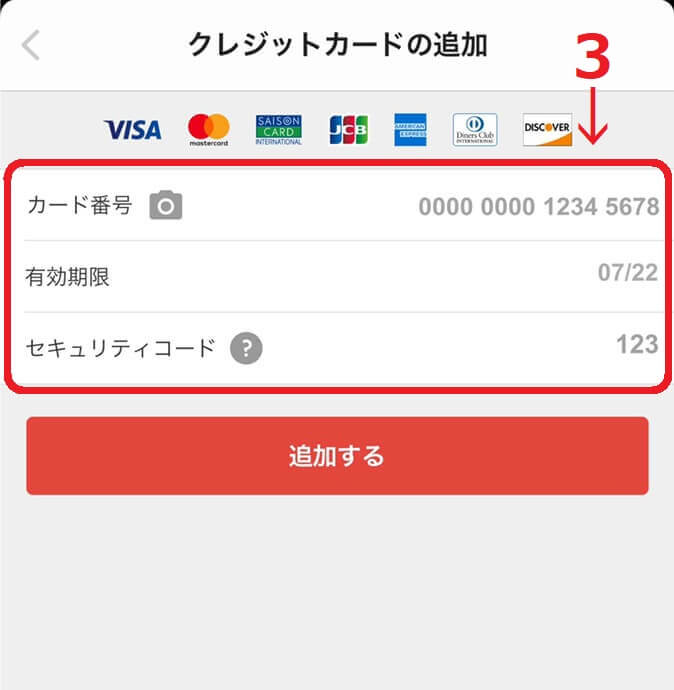 クレジットカードの追加
3
VISA mastercard SAISON CARD INTERNATIONAL JCB AMERICAN EXPRESS Diners Club INTERNATIONAL DISCOVER
カード番号 0000 0000 1234 5678
有効期限 07/22
セキュリティコード ? 123
追加する